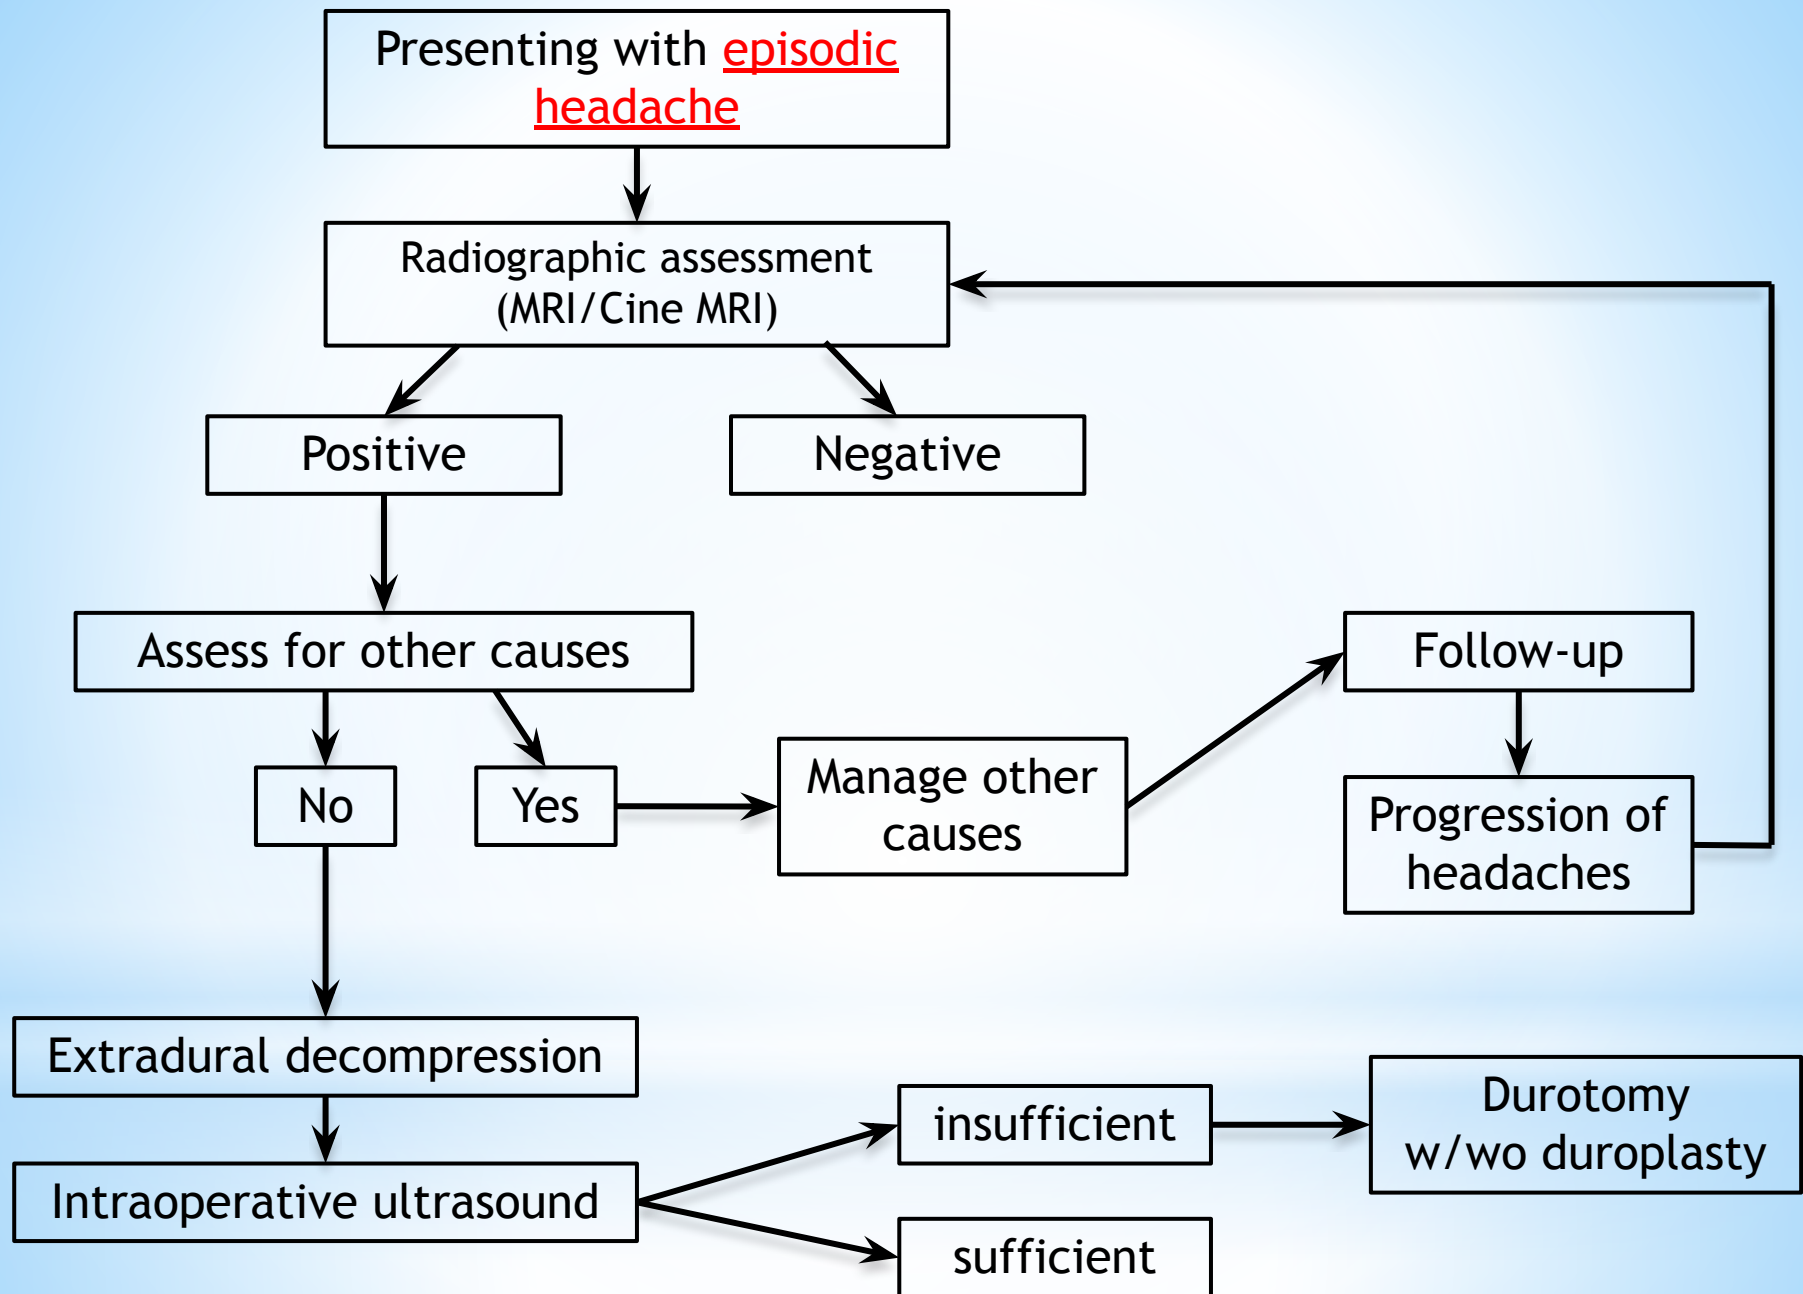 Presenting with episodic
headache
Radiographic assessment
(MRI/Cine MRI)
Positive
Negative
Assess for other causes
Follow-up
No
Yes
Manage other
causes
Progression of
headaches
Extradural decompression
insufficient
Durotomy
w/wo duroplasty
Intraoperative ultrasound
sufficient